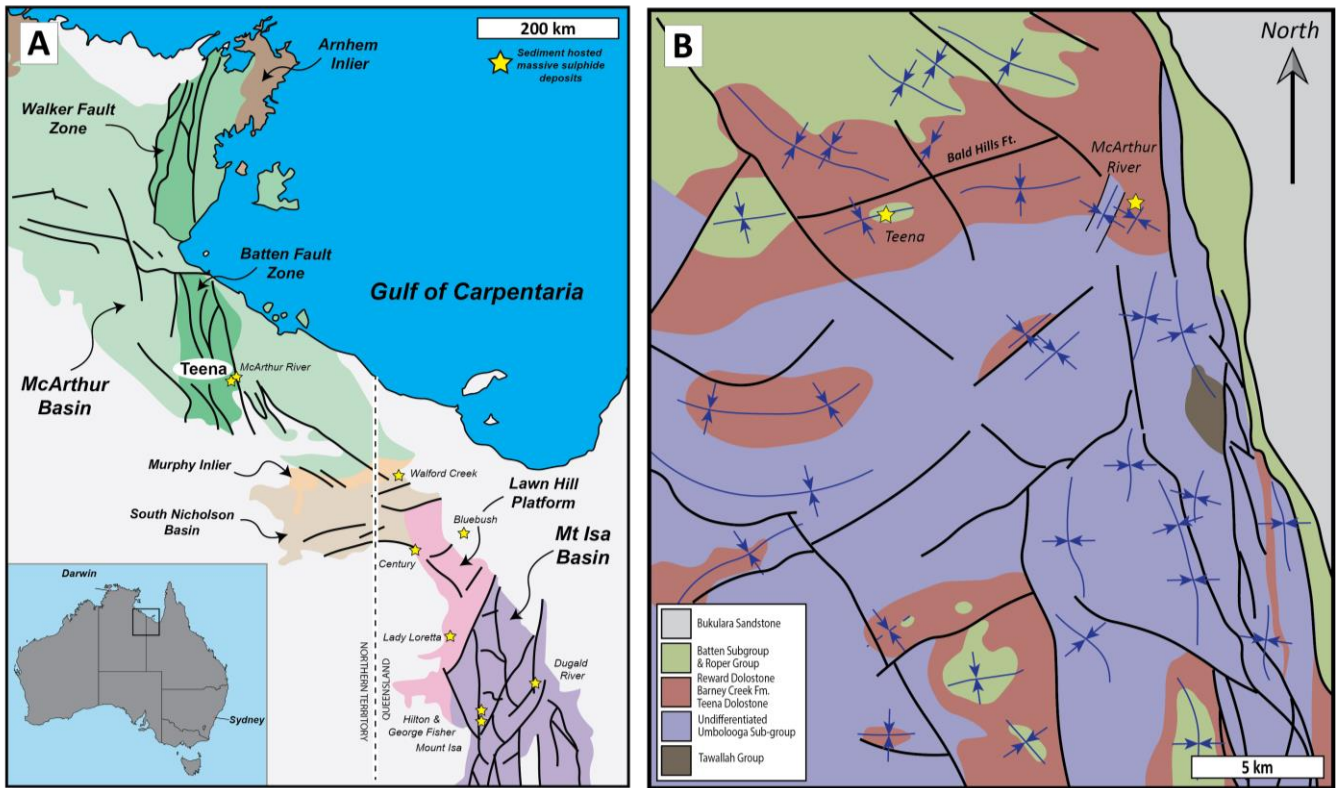 A
200 km
Sediment hosted
massive sulphide
deposits
Arnhem
Inlier
Walker Fault
Zone
Batten Fault
Zone
Gulf of Carpentaria
Teena
McArthur River
McArthur
Basin
Murphy Inlier
Walford Creek
South Nicholson
Basin
Lawn Hill
Platform
Bluebush
Mt Isa
Basin
Century
Lady Loretta
Dugald
River
Hilton &
George Fisher
Mount Isa
NORTHERN TERRITORY
QUEENSLAND
Darwin
Sydney
B
North
McArthur
River
Bald Hills Ft.
Teena
Bukulara Sandstone
Batten Subgroup
& Roper Group
Reward Dolostone
Barney Creek Fm.
Teena Dolostone
Undifferentiated
Umbolooga Sub-group
Tawallah Group
5 km